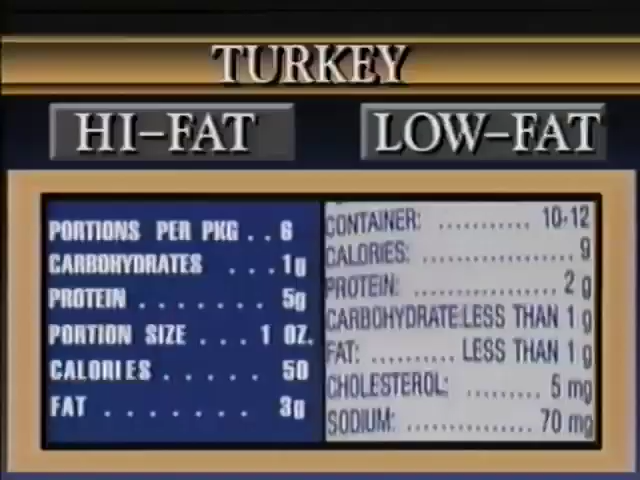 TURKEY
HI-FAT
LOW-FAT
PORTIONS PER PKG . . 6
CARBOHYDRATES . . . 1g
PROTEIN . . . . . . . 5g
PORTION SIZE . . . 1 OZ.
CALORIES . . . . . 50
FAT . . . . . . . 3g
CONTAINER: ........... 10-12
CALORIES: .................. 9
PROTEIN: .................. 2 g
CARBOHYDRATE:LESS THAN 1 g
FAT: .......... LESS THAN 1 g
CHOLESTEROL: ......... 5 mg
SODIUM: ............... 70 mg